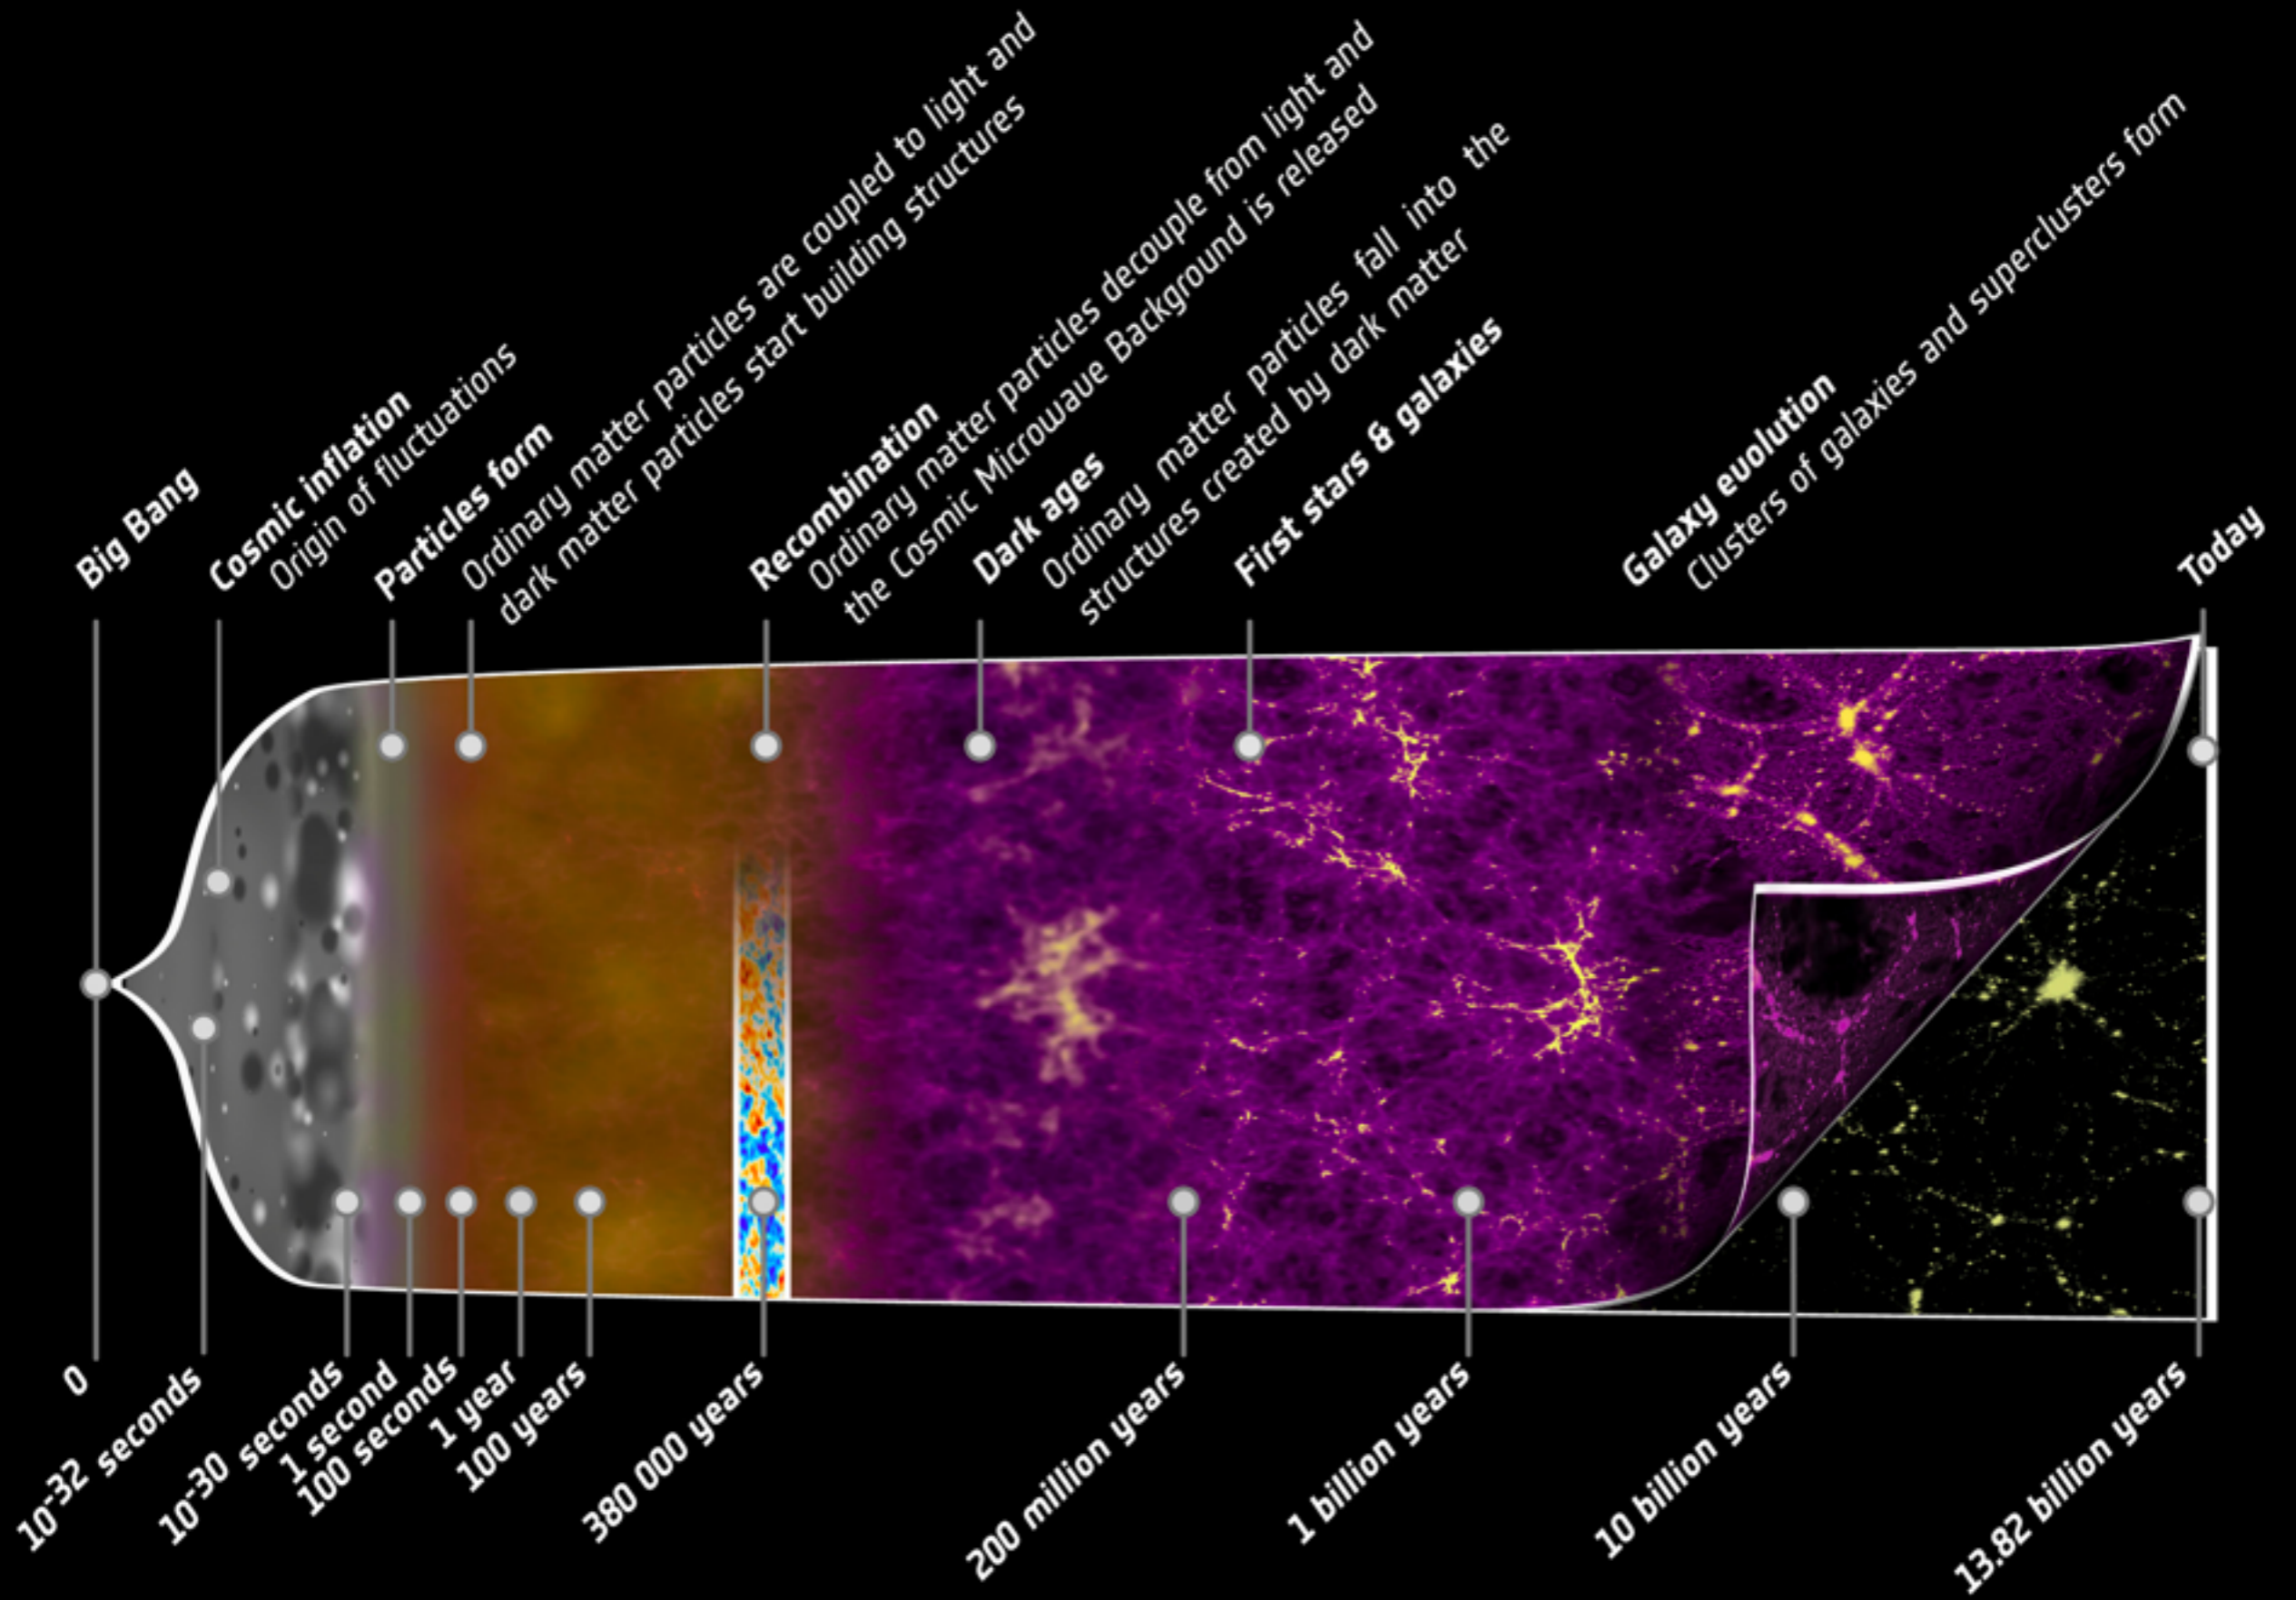 Big Bang
Cosmic inflation
Origin of fluctuations
Particles form
Ordinary matter particles are coupled to light and
dark matter particles start building structures
Recombination
Ordinary matter particles decouple from light and
the Cosmic Microwave Background is released
Dark ages
Ordinary matter particles fall into the
structures created by dark matter
First stars & galaxies
Galaxy evolution
Clusters of galaxies and superclusters form
Today
0
10-32 seconds
10-30 seconds
1 second
100 seconds
1 year
100 years
380 000 years
200 million years
1 billion years
10 billion years
13.82 billion years